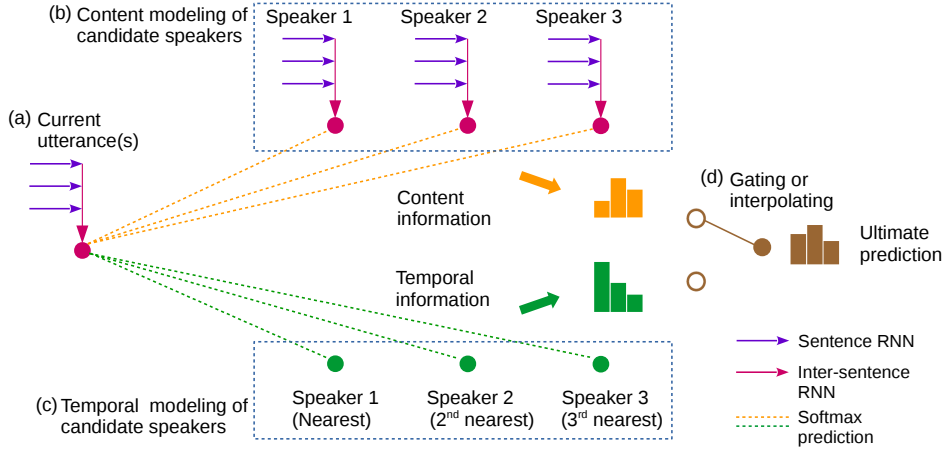 (b) Content modeling of
candidate speakers
Speaker 1
Speaker 2
Speaker 3
(a) Current
utterance(s)
Content
information
(d) Gating or
interpolating
Ultimate
prediction
Temporal
information
(c) Temporal modeling of
candidate speakers
Speaker 1
(Nearest)
Speaker 2
(2nd nearest)
Speaker 3
(3rd nearest)
Sentence RNN
Inter-sentence
RNN
Softmax
prediction